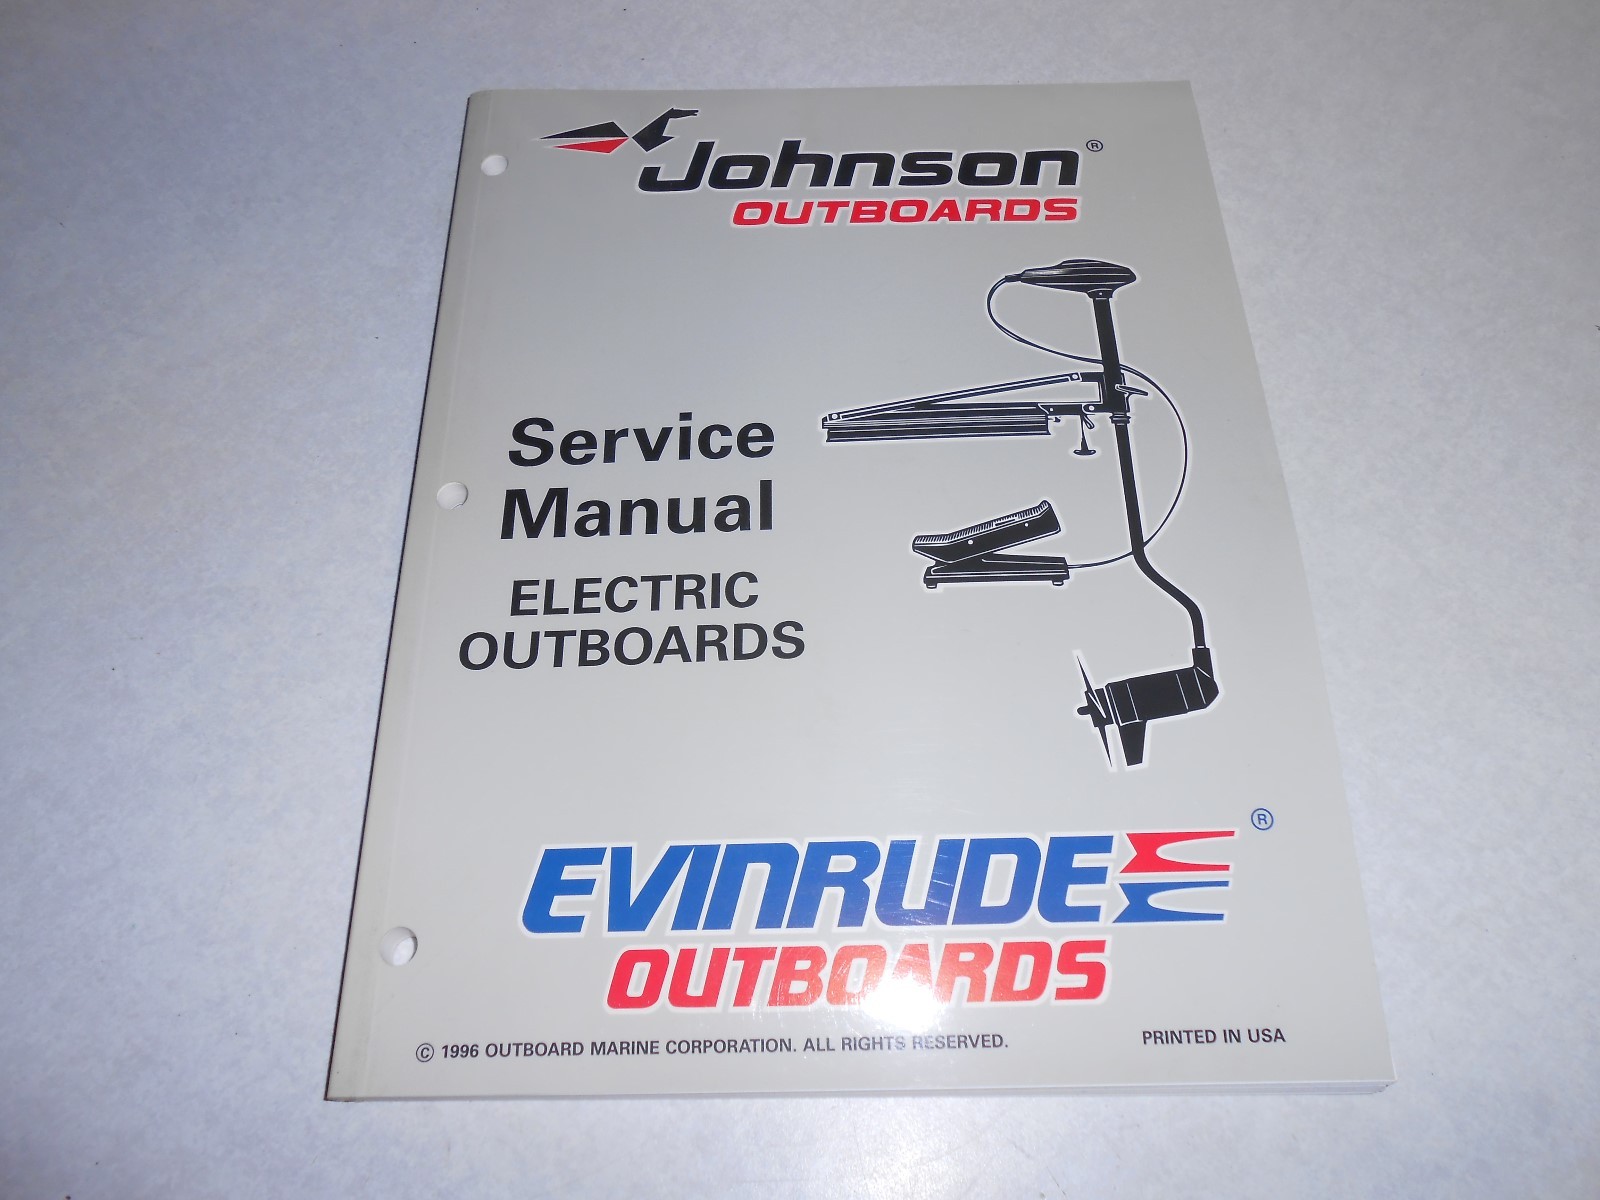 Johnson®
OUTBOARDS
Service
Manual
ELECTRIC
OUTBOARDS
EVINRUDE®
OUTBOARDS
© 1996 OUTBOARD MARINE CORPORATION. ALL RIGHTS RESERVED.
PRINTED IN USA